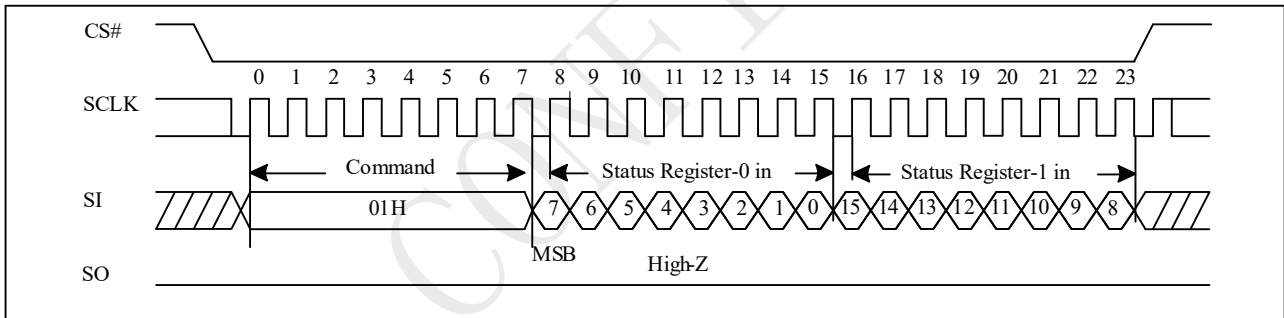 CONF
CS#
0 1 2 3 4 5 6 7 8 9 10 11 12 13 14 15 16 17 18 19 20 21 22 23
SCLK
Command Status Register-0 in Status Register-1 in
SI 01H 7 6 5 4 3 2 1 0 15 14 13 12 11 10 9 8
MSB
High-Z
SO